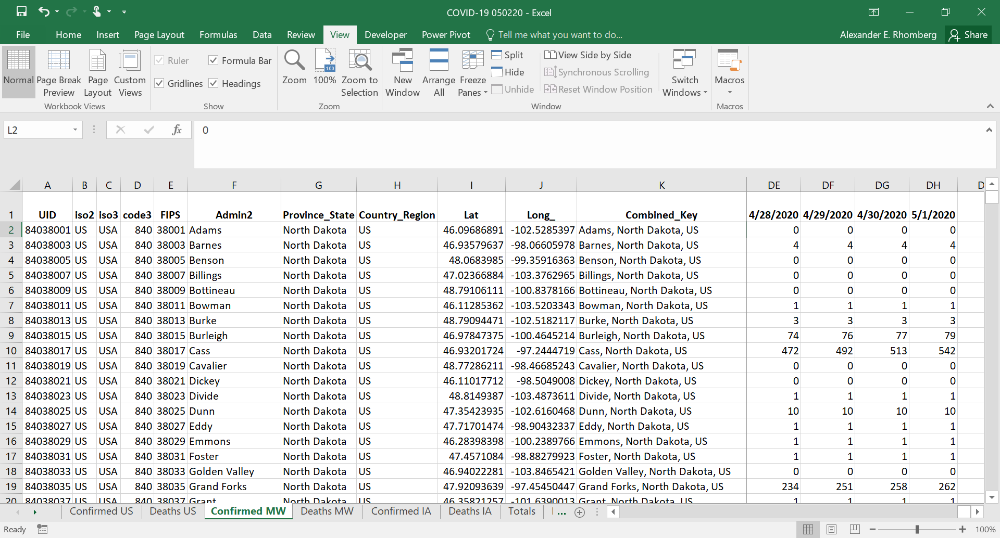 COVID-19 050220 - Excel
File Home Insert Page Layout Formulas Data Review View Developer Power Pivot Tell me what you want to do... Alexander E. Rhomberg Share
Normal Page Break Preview Page Layout Custom Views
Workbook Views
Ruler Formula Bar
Gridlines Headings
Show
Zoom 100 100% Zoom to Selection
Zoom
New Window Arrange All Freeze Panes
Split View Side by Side
Hide Synchronous Scrolling
Unhide Reset Window Position
Switch Windows
Window
Macros
Macros
L2 fx 0
A B C D E F G H I J K DE DF DG DH D
1 UID iso2 iso3 code3 FIPS Admin2 Province_State Country_Region Lat Long_ Combined_Key 4/28/2020 4/29/2020 4/30/2020 5/1/2020
2 84038001 US USA 840 38001 Adams North Dakota US 46.09686891 -102.5285397 Adams, North Dakota, US 0 0 0 0
3 84038003 US USA 840 38003 Barnes North Dakota US 46.93579637 -98.06605978 Barnes, North Dakota, US 4 4 4 4
4 84038005 US USA 840 38005 Benson North Dakota US 48.0683985 -99.35916363 Benson, North Dakota, US 0 0 0 0
5 84038007 US USA 840 38007 Billings North Dakota US 47.02366884 -103.3762965 Billings, North Dakota, US 0 0 0 0
6 84038009 US USA 840 38009 Bottineau North Dakota US 48.79106111 -100.8378166 Bottineau, North Dakota, US 0 0 0 0
7 84038011 US USA 840 38011 Bowman North Dakota US 46.11285362 -103.5203343 Bowman, North Dakota, US 1 1 1 1
8 84038013 US USA 840 38013 Burke North Dakota US 48.79094471 -102.5182117 Burke, North Dakota, US 3 3 3 3
9 84038015 US USA 840 38015 Burleigh North Dakota US 46.97847375 -100.4645214 Burleigh, North Dakota, US 74 76 77 79
10 84038017 US USA 840 38017 Cass North Dakota US 46.93201724 -97.2444719 Cass, North Dakota, US 472 492 513 542
11 84038019 US USA 840 38019 Cavalier North Dakota US 48.77286211 -98.46685243 Cavalier, North Dakota, US 0 0 0 0
12 84038021 US USA 840 38021 Dickey North Dakota US 46.11017712 -98.5049008 Dickey, North Dakota, US 0 0 0 0
13 84038023 US USA 840 38023 Divide North Dakota US 48.8149387 -103.4873611 Divide, North Dakota, US 1 1 1 1
14 84038025 US USA 840 38025 Dunn North Dakota US 47.35423935 -102.6160468 Dunn, North Dakota, US 10 10 10 10
15 84038027 US USA 840 38027 Eddy North Dakota US 47.71701474 -98.90432337 Eddy, North Dakota, US 1 1 1 1
16 84038029 US USA 840 38029 Emmons North Dakota US 46.28398398 -100.2389766 Emmons, North Dakota, US 1 1 1 1
17 84038031 US USA 840 38031 Foster North Dakota US 47.4571084 -98.88279923 Foster, North Dakota, US 1 1 1 1
18 84038033 US USA 840 38033 Golden Valley North Dakota US 46.94022281 -103.8465421 Golden Valley, North Dakota, US 0 0 0 0
19 84038035 US USA 840 38035 Grand Forks North Dakota US 47.92093639 -97.45450447 Grand Forks, North Dakota, US 234 251 258 262
20 84038037 US USA 840 38037 Grant North Dakota US 46.35821257 -101.6390013 Grant, North Dakota, US 1 1 1 1
Confirmed US Deaths US Confirmed MW Deaths MW Confirmed IA Deaths IA Totals ...
Ready 100%